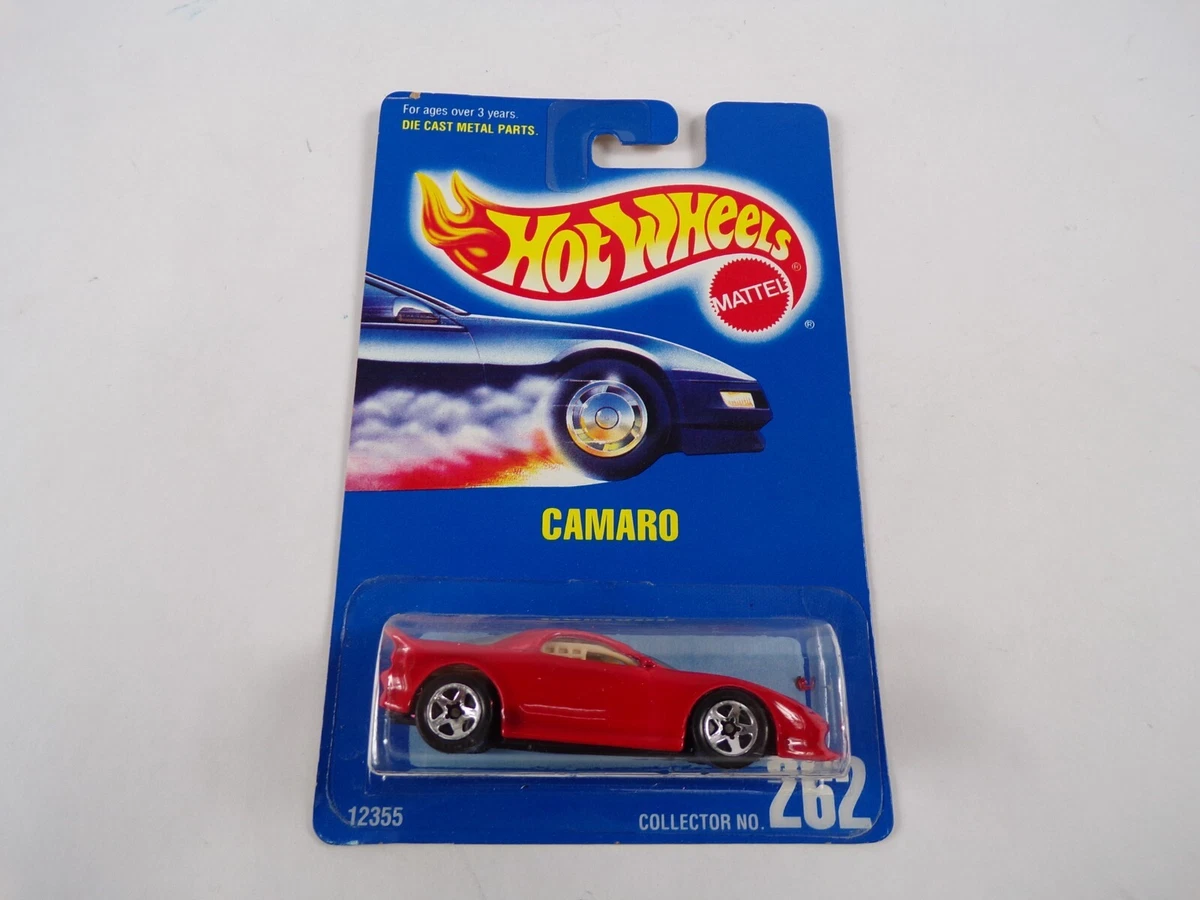 For ages over 3 years.
DIE CAST METAL PARTS.
HOT WHEELS ®
MATTEL
®
CAMARO
12355
COLLECTOR NO. 262